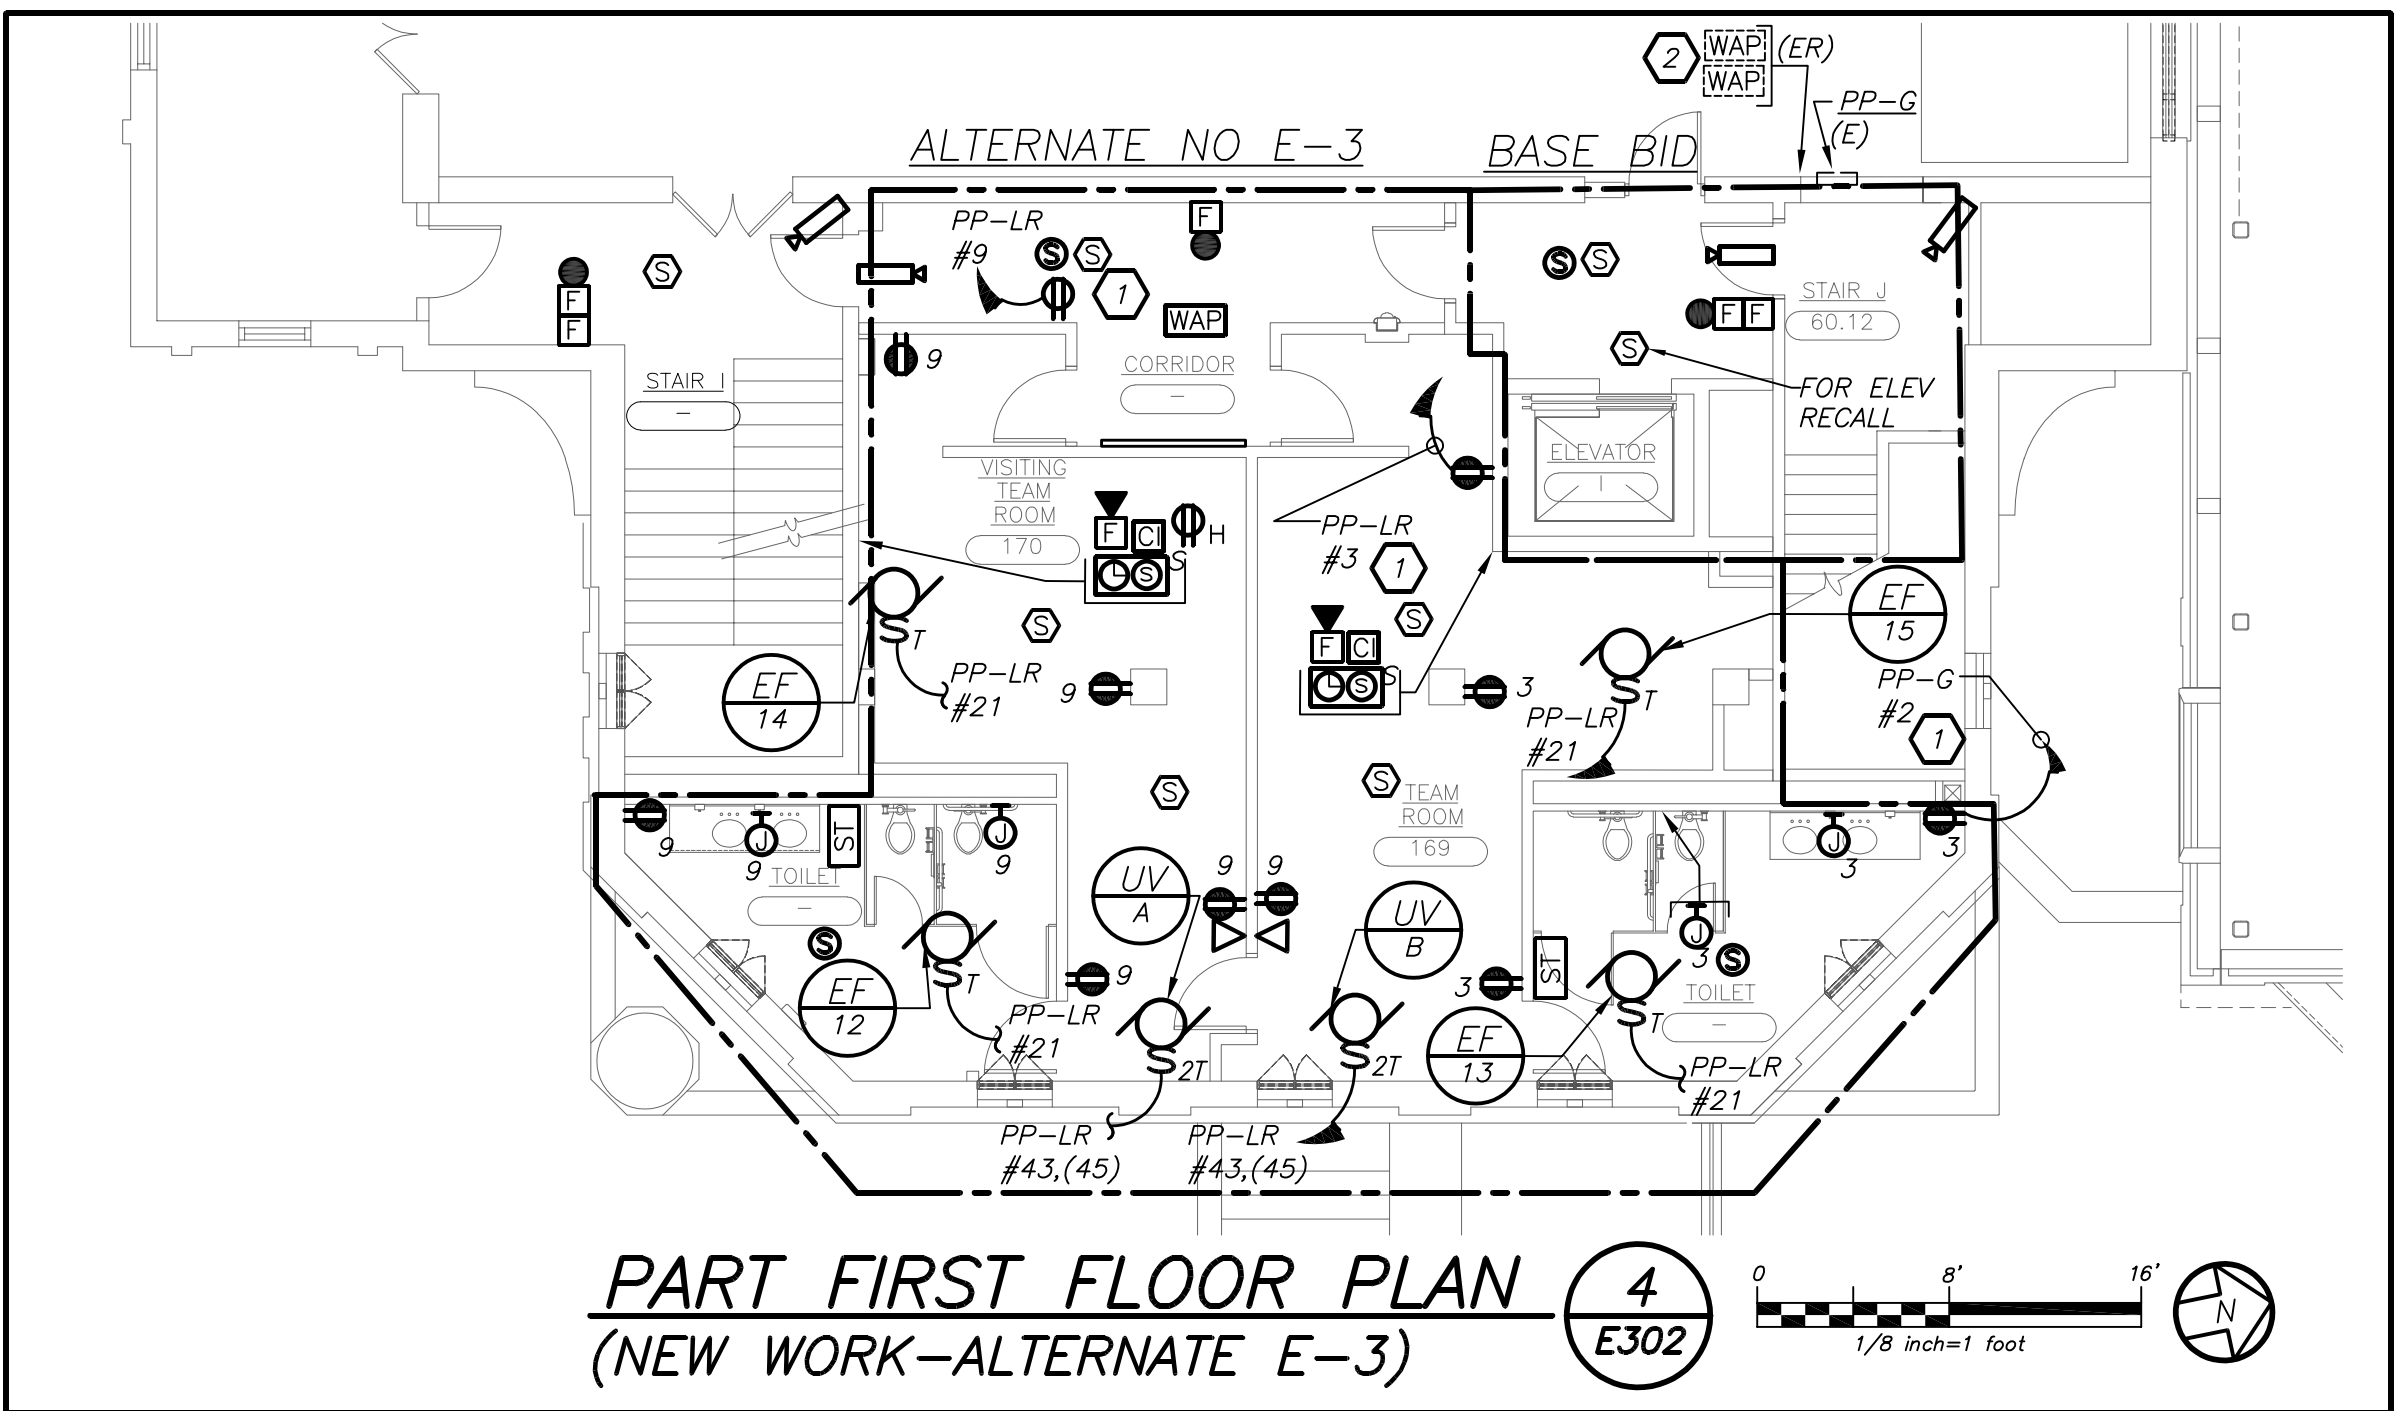 2
WAP
WAP
(ER)
PP-G
(E)
ALTERNATE NO E-3
BASE BID
PP-LR
#9
F
S
S
1
WAP
S
F
F
S
S
F
F
STAIR J
60.12
S
FOR ELEV
RECALL
9
STAIR I
-
CORRIDOR
-
VISITING
TEAM
ROOM
170
ELEVATOR
I
F
CI
H
S
S
PP-LR
#3
1
S
S
F
CI
S
S
EF
14
T
PP-LR
#21
9
3
T
PP-LR
#21
EF
15
PP-G
#2
1
S
S
TEAM
ROOM
169
9
J
9
ST
J
9
TOILET
-
S
EF
12
T
PP-LR
#21
UV
A
9
9
9
UV
B
3
ST
J
3
S
J
3
3
TOILET
-
EF
13
T
PP-LR
#21
2T
2T
PP-LR
#43,(45)
PP-LR
#43,(45)
PART FIRST FLOOR PLAN
(NEW WORK-ALTERNATE E-3)
4
E302
0
8'
16'
1/8 inch=1 foot
N